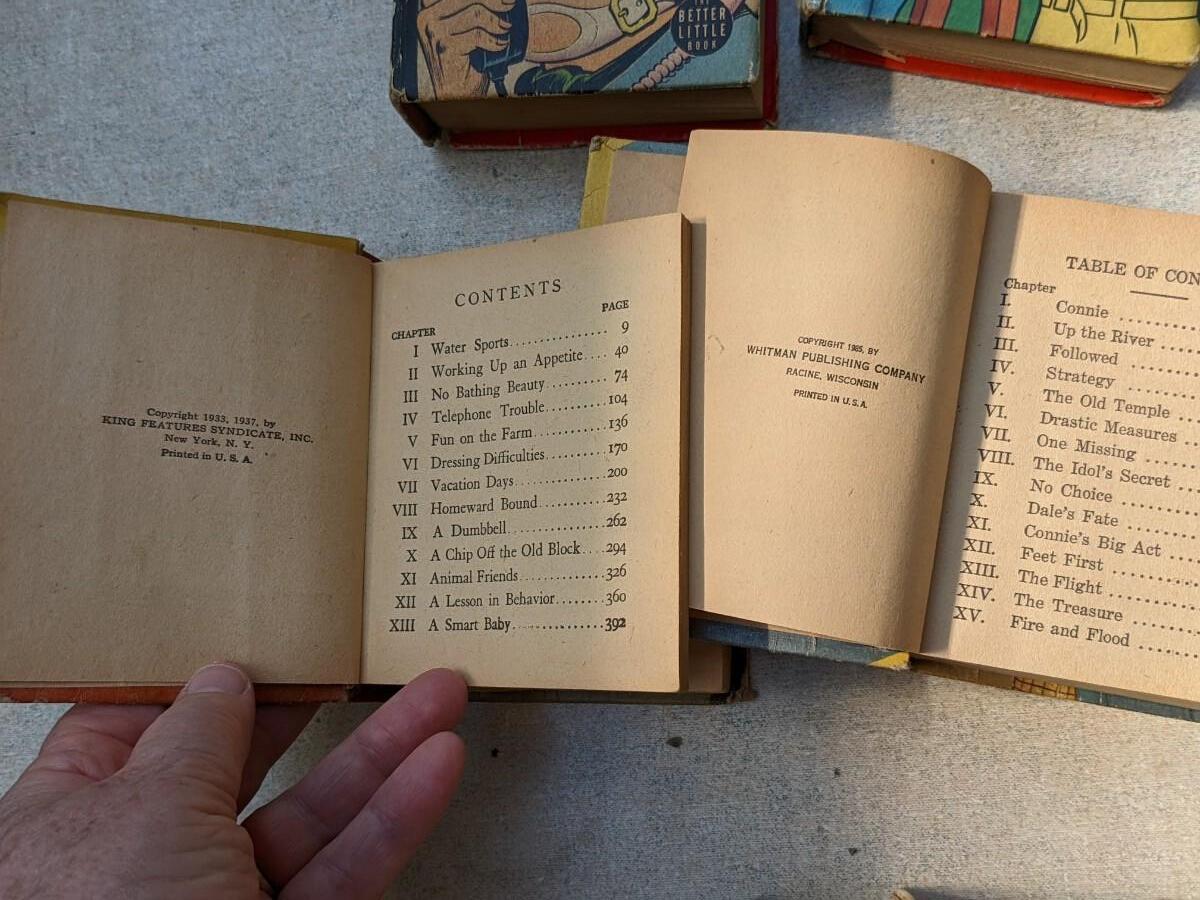 THE
BETTER
LITTLE
BOOK
Copyright 1933, 1937, by
KING FEATURES SYNDICATE, INC.
New York, N. Y.
Printed in U. S. A.
CONTENTS
CHAPTER PAGE
I Water Sports............ 9
II Working Up an Appetite.... 40
III No Bathing Beauty......... 74
IV Telephone Trouble.........104
V Fun on the Farm...........136
VI Dressing Difficulties.........170
VII Vacation Days.............200
VIII Homeward Bound..........232
IX A Dumbbell..............262
X A Chip Off the Old Block....294
XI Animal Friends............326
XII A Lesson in Behavior........360
XIII A Smart Baby.............392
COPYRIGHT 1935, BY
WHITMAN PUBLISHING COMPANY
RACINE, WISCONSIN
PRINTED IN U.S.A.
TABLE OF CON
Chapter
I. Connie ..........
II. Up the River .....
III. Followed ........
IV. Strategy ........
V. The Old Temple ....
VI. Drastic Measures ..
VII. One Missing ......
VIII. The Idol's Secret ...
IX. No Choice ........
X. Dale's Fate .......
XI. Connie's Big Act ....
XII. Feet First ........
XIII. The Flight ........
XIV. The Treasure ......
XV. Fire and Flood .....